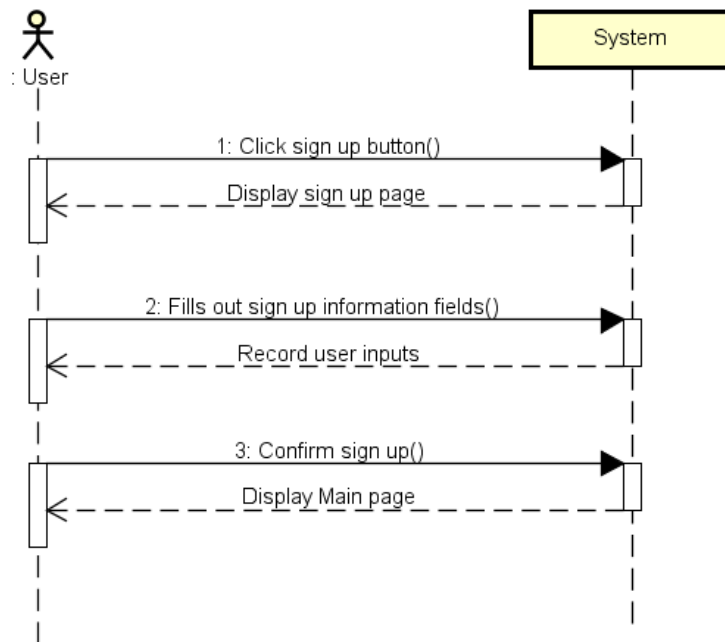 System
: User
1: Click sign up button()
Display sign up page
2: Fills out sign up information fields()
Record user inputs
3: Confirm sign up()
Display Main page